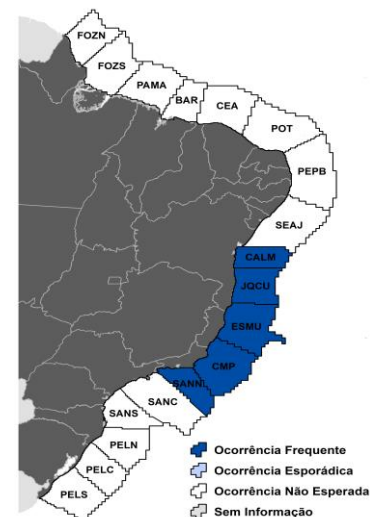 FOZN
FOZS
PAMA
BAR
CEA
POT
PEPB
SEAJ
CALM
JQCU
ESMU
CMP
SANN
SANC
SANS
PELN
PELC
PELS
Ocorrência Frequente
Ocorrência Esporádica
Ocorrência Não Esperada
Sem Informação